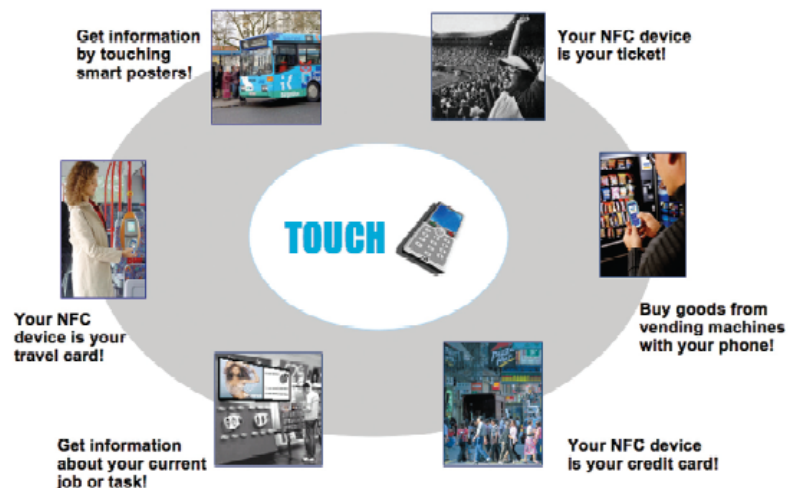 Get information
by touching
smart posters!
Your NFC device
is your ticket!
TOUCH
Your NFC
device is your
travel card!
Buy goods from
vending machines
with your phone!
Get information
about your current
job or task!
Your NFC device
is your credit card!